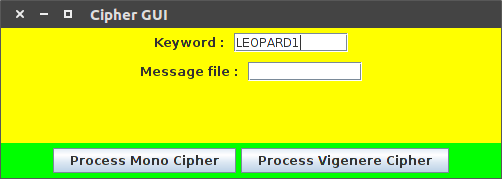 Cipher GUI
Keyword : LEOPARD1
Message file :
Process Mono Cipher Process Vigenere Cipher